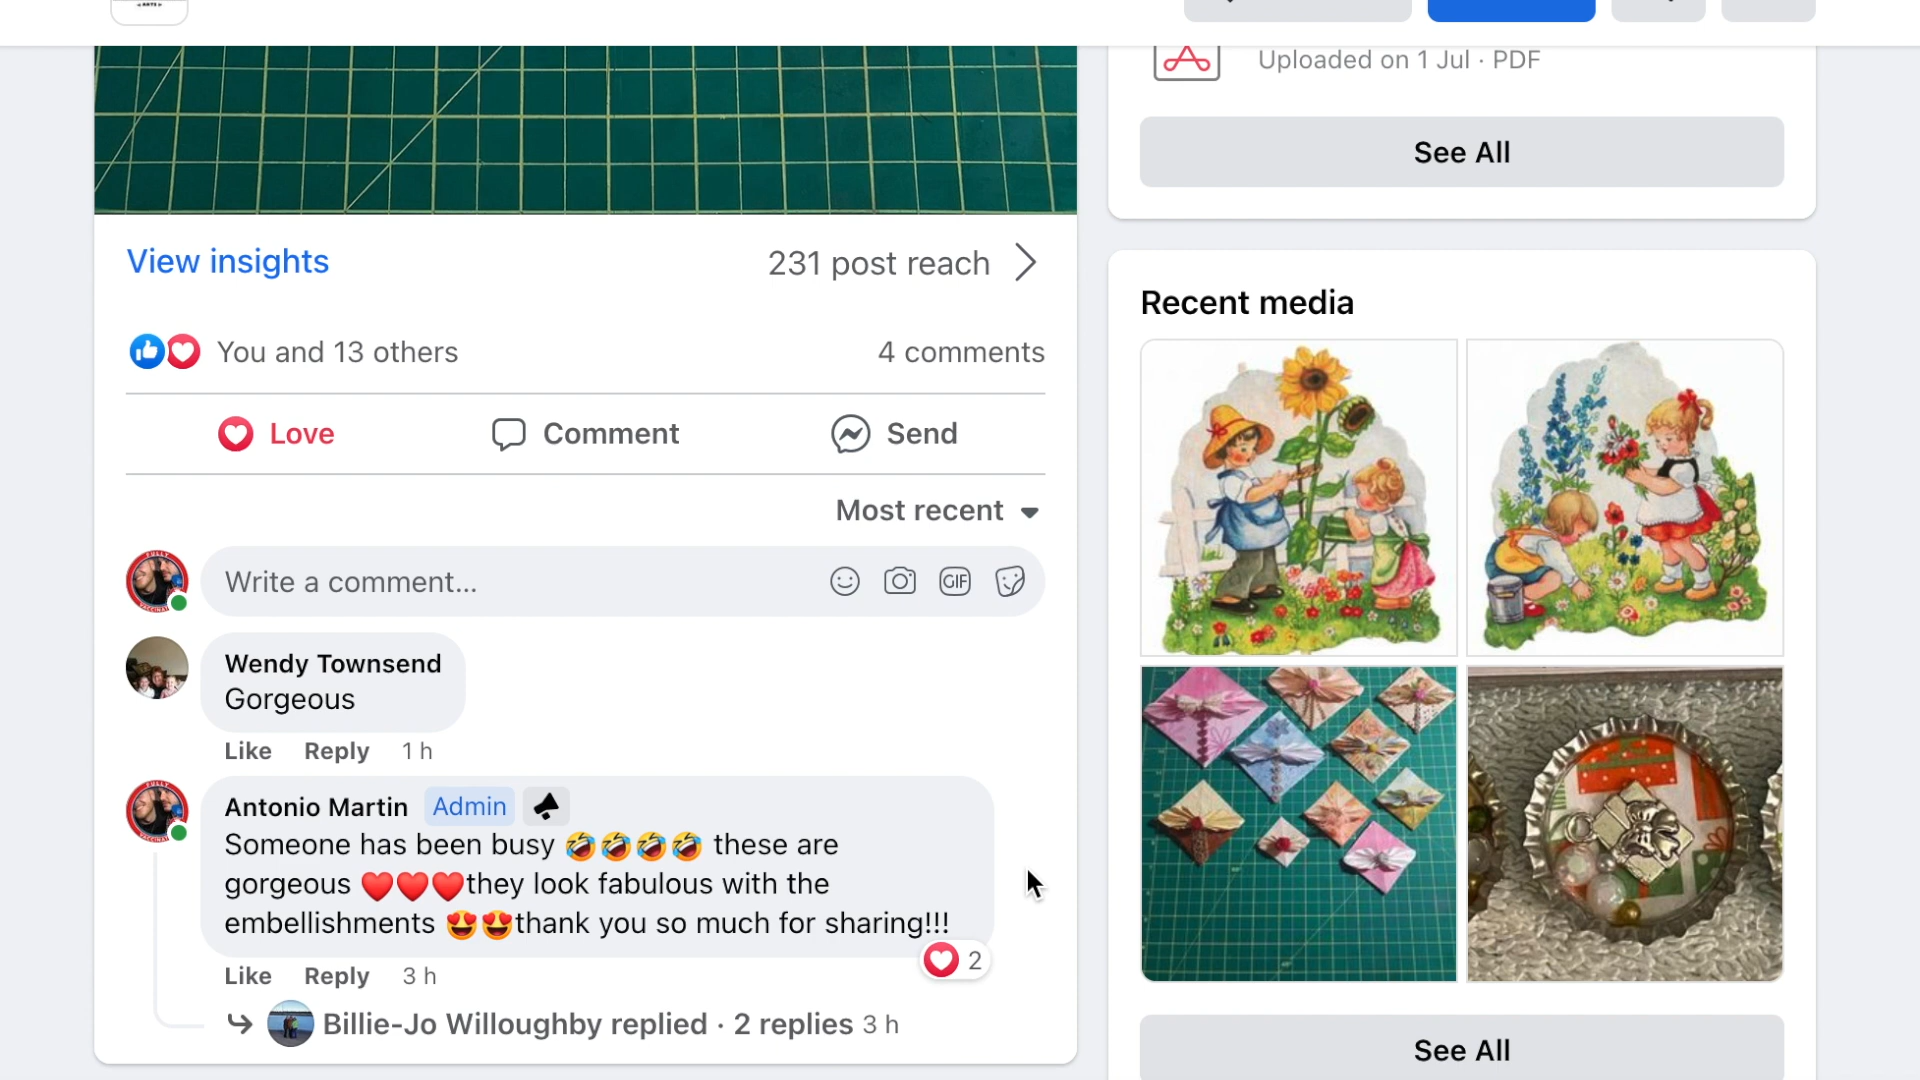 ARTS
Uploaded on 1 Jul · PDF
See All
View insights
231 post reach
You and 13 others
4 comments
Love
Comment
Send
Most recent
Write a comment...
GIF
Wendy Townsend
Gorgeous
Like Reply 1 h
Antonio Martin Admin
Someone has been busy 🤣🤣🤣🤣 these are
gorgeous ❤️❤️❤️they look fabulous with the
embellishments 😍😍thank you so much for sharing!!!
2
Like Reply 3 h
Billie-Jo Willoughby replied · 2 replies 3 h
Recent media
See All